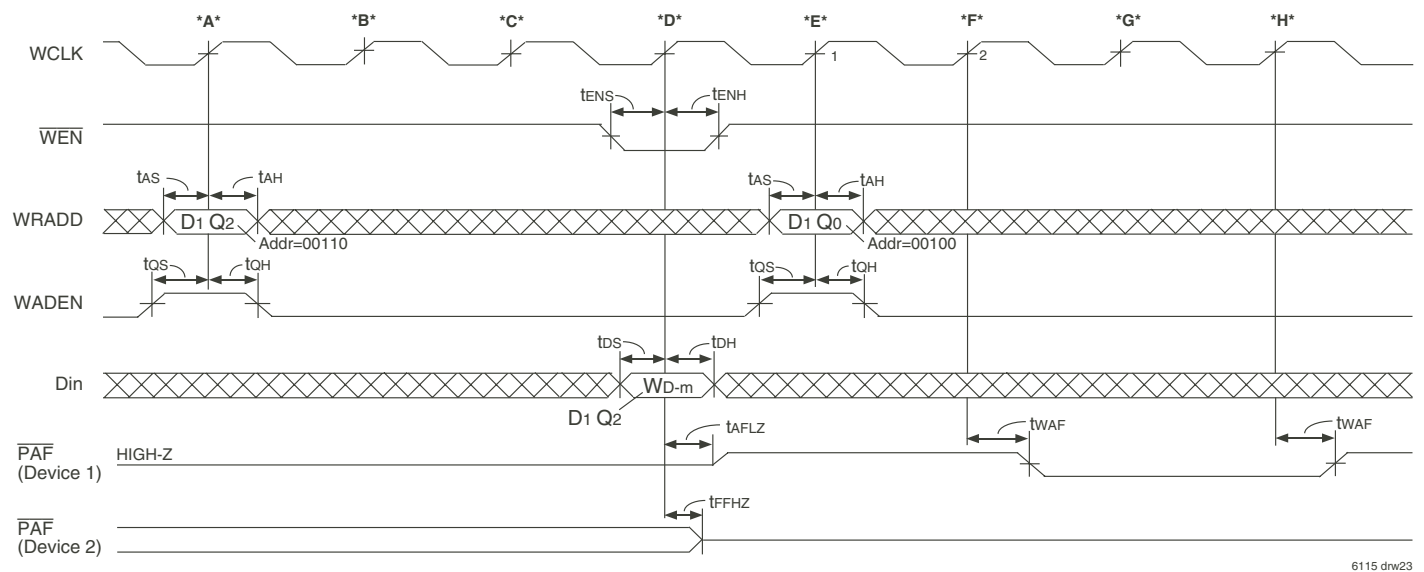 *A* *B* *C* *D* *E* *F* *G* *H*
WCLK 1 2
tENS tENH
WEN
tAS tAH tAS tAH
WRADD D1 Q2 D1 Q0
Addr=00110 Addr=00100
tQS tQH tQS tQH
WADEN
tDS tDH
Din WD-m
D1 Q2
tAFLZ tWAF tWAF
PAF HIGH-Z
(Device 1)
tFFHZ
PAF
(Device 2)
6115 drw23